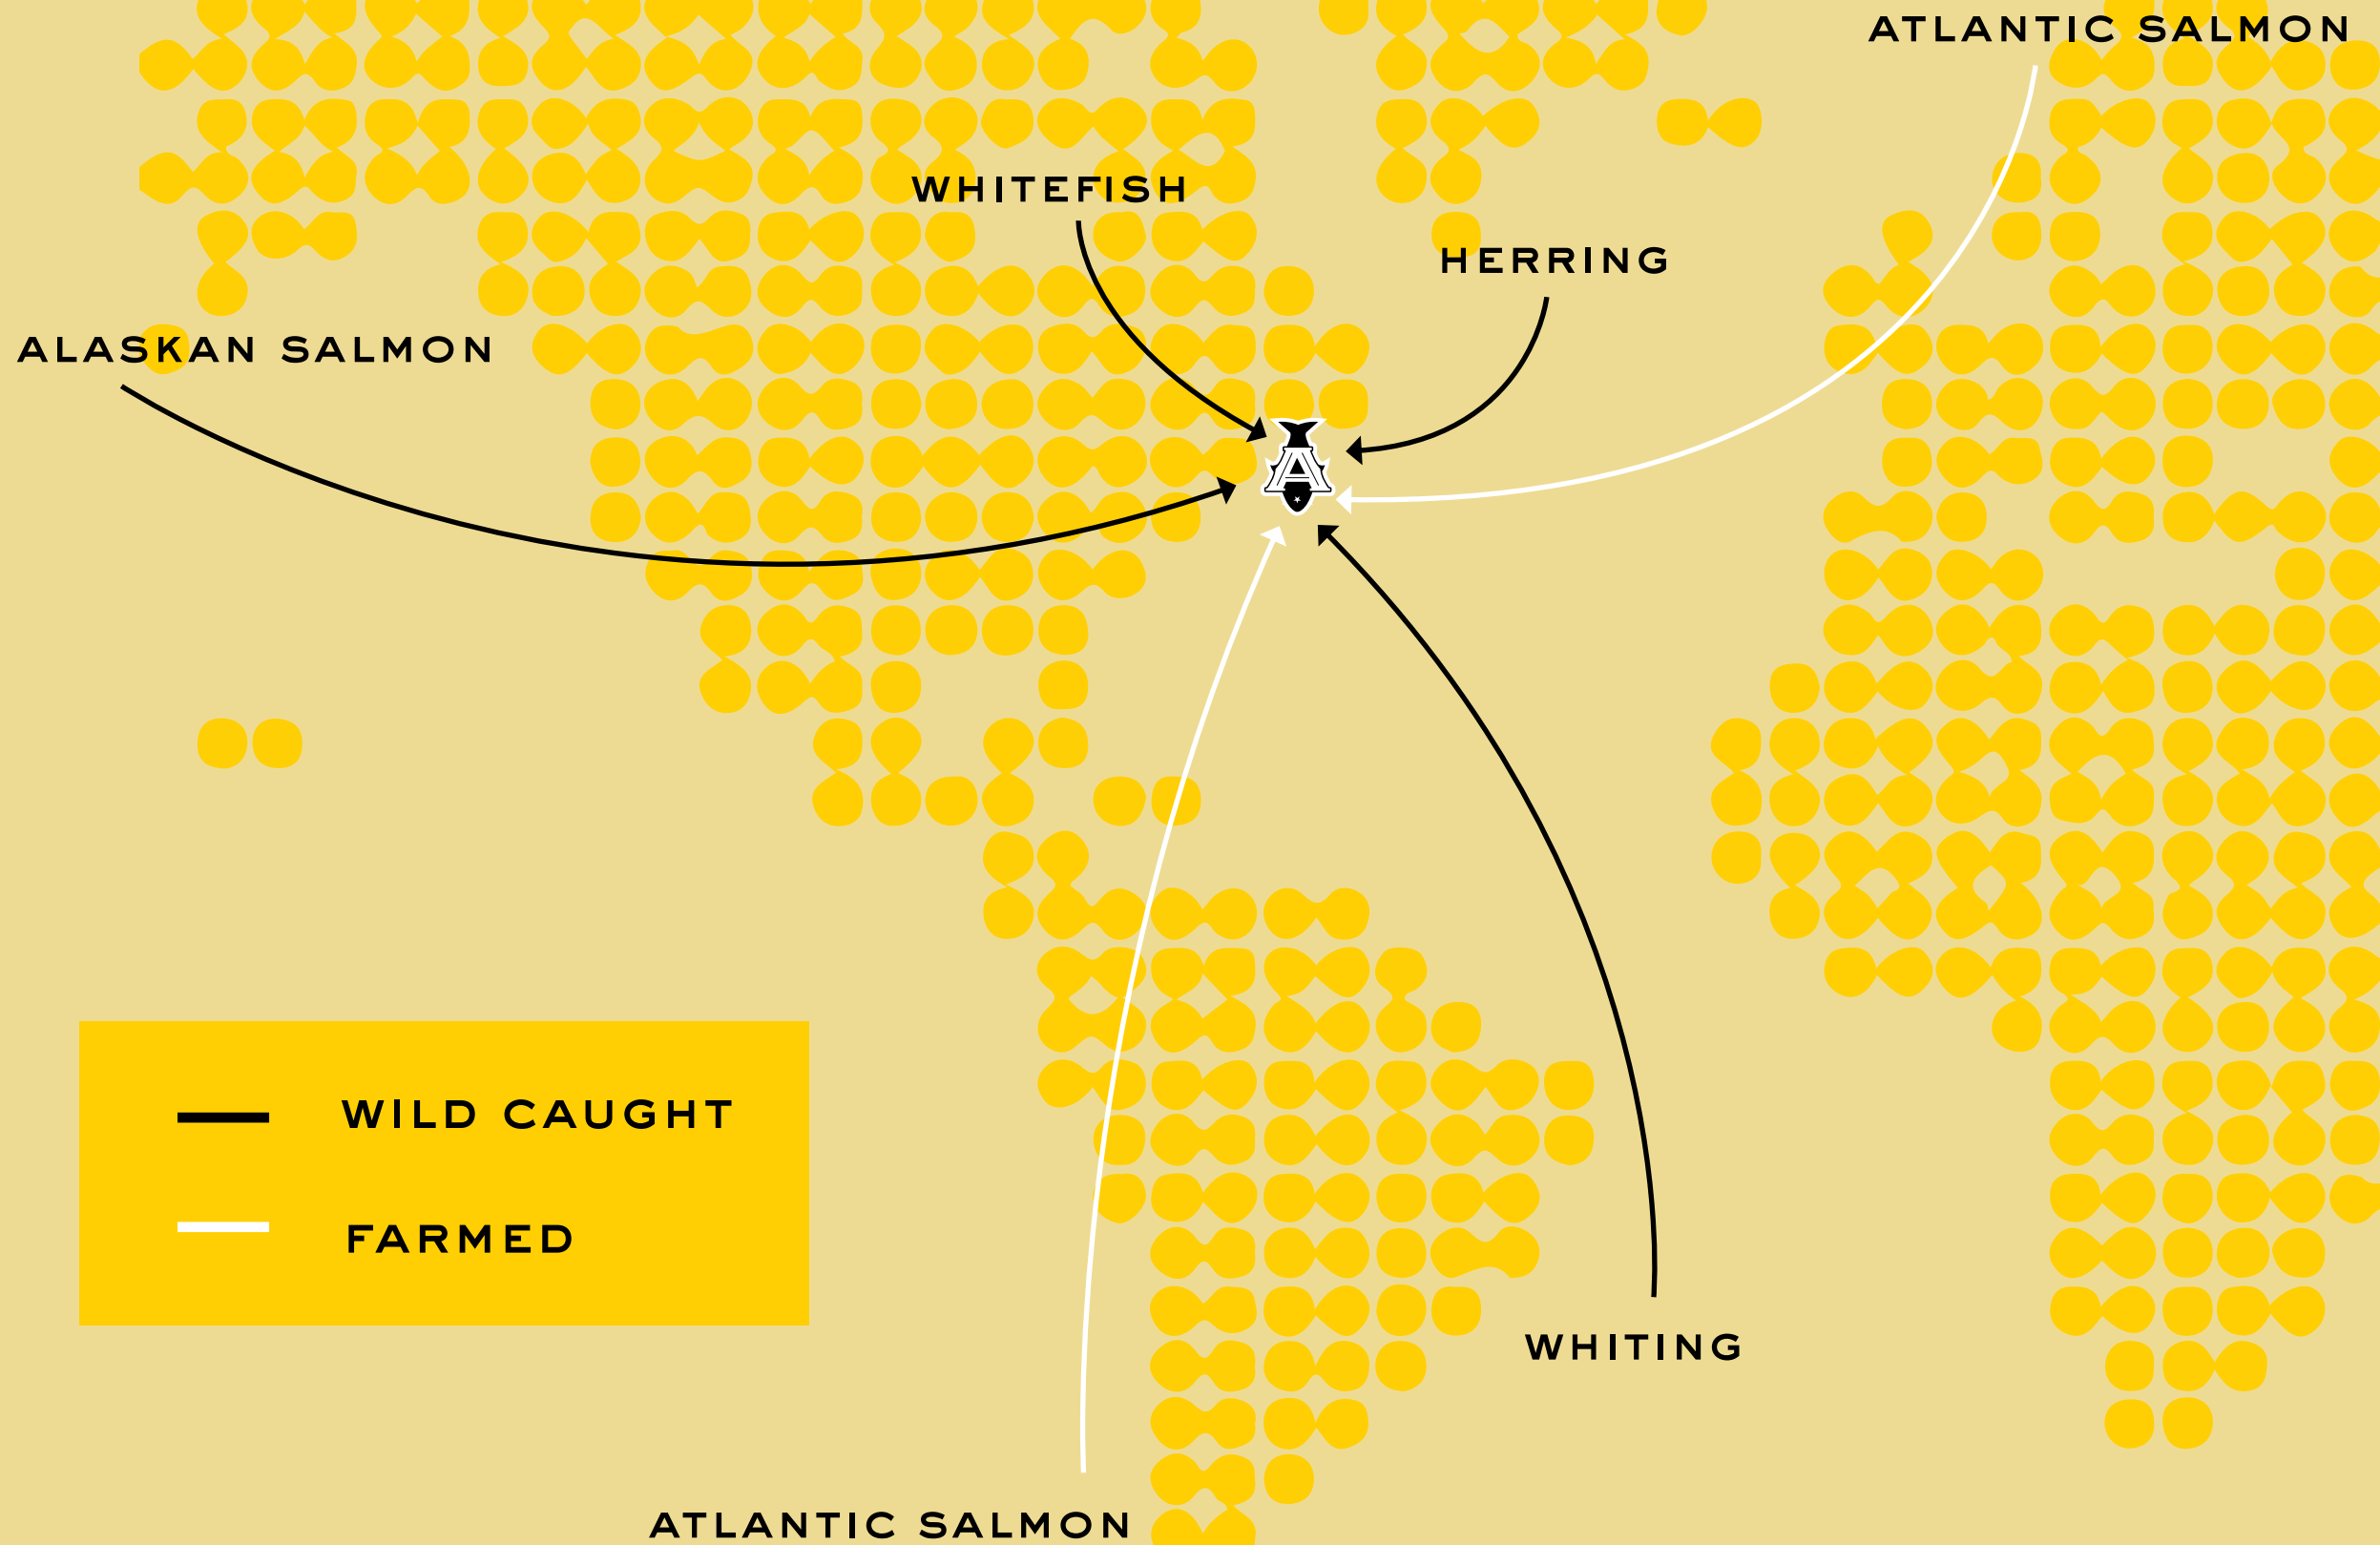 ATLANTIC SALMON
WHITEFISH
HERRING
ALASKAN SALMON
A
WILD CAUGHT
FARMED
WHITING
ATLANTIC SALMON